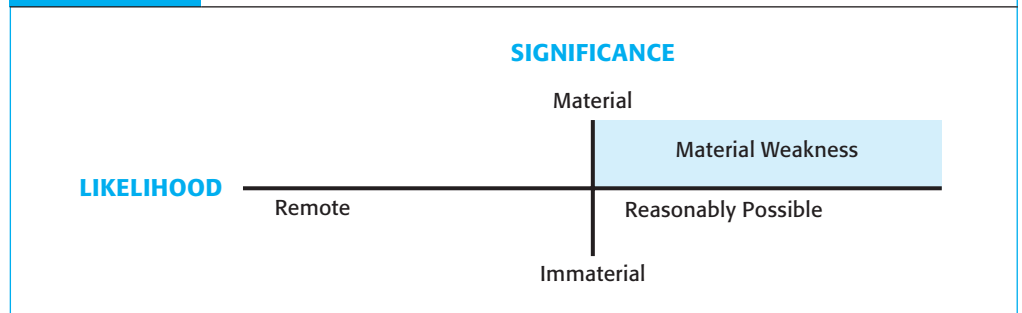 SIGNIFICANCE
Material
Material Weakness
LIKELIHOOD
Remote
Reasonably Possible
Immaterial